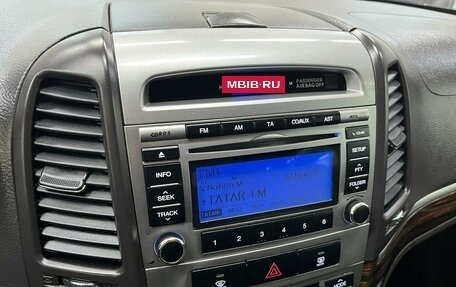 MBIB-RU
PASSENGER
AIR BAG OFF
FM AM TA CD/AUX AST
INFO
SEEK
TRACK
SETUP
PTY
FOLDER
FM1
TATAR-FM
1 2 3 4 5 6
MODE